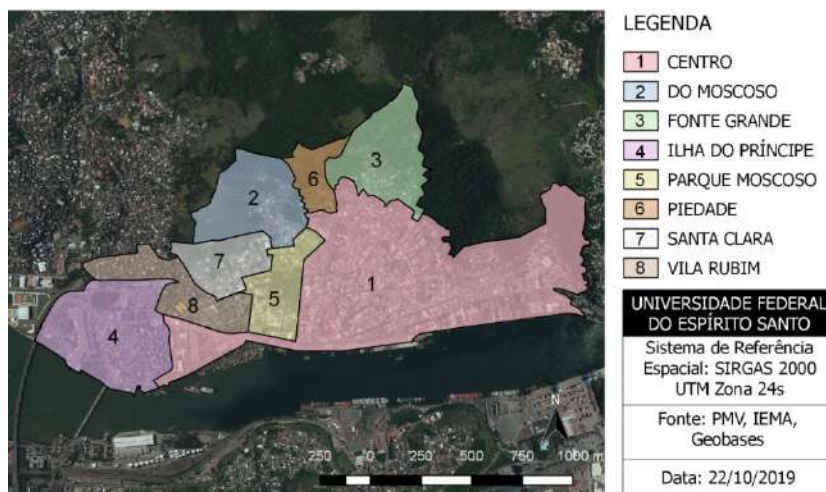 LEGENDA
1 CENTRO
2 DO MOSCOSO
3 FONTE GRANDE
4 ILHA DO PRÍNCIPE
5 PARQUE MOSCOSO
6 PIEDADE
7 SANTA CLARA
8 VILA RUBIM
UNIVERSIDADE FEDERAL
DO ESPÍRITO SANTO
Sistema de Referência
Espacial: SIRGAS 2000
UTM Zona 24s
Fonte: PMV, IEMA,
Geobases
Data: 22/10/2019
3
6
2
7
1
5
8
4
N
250 0 250 500 750 1000 m